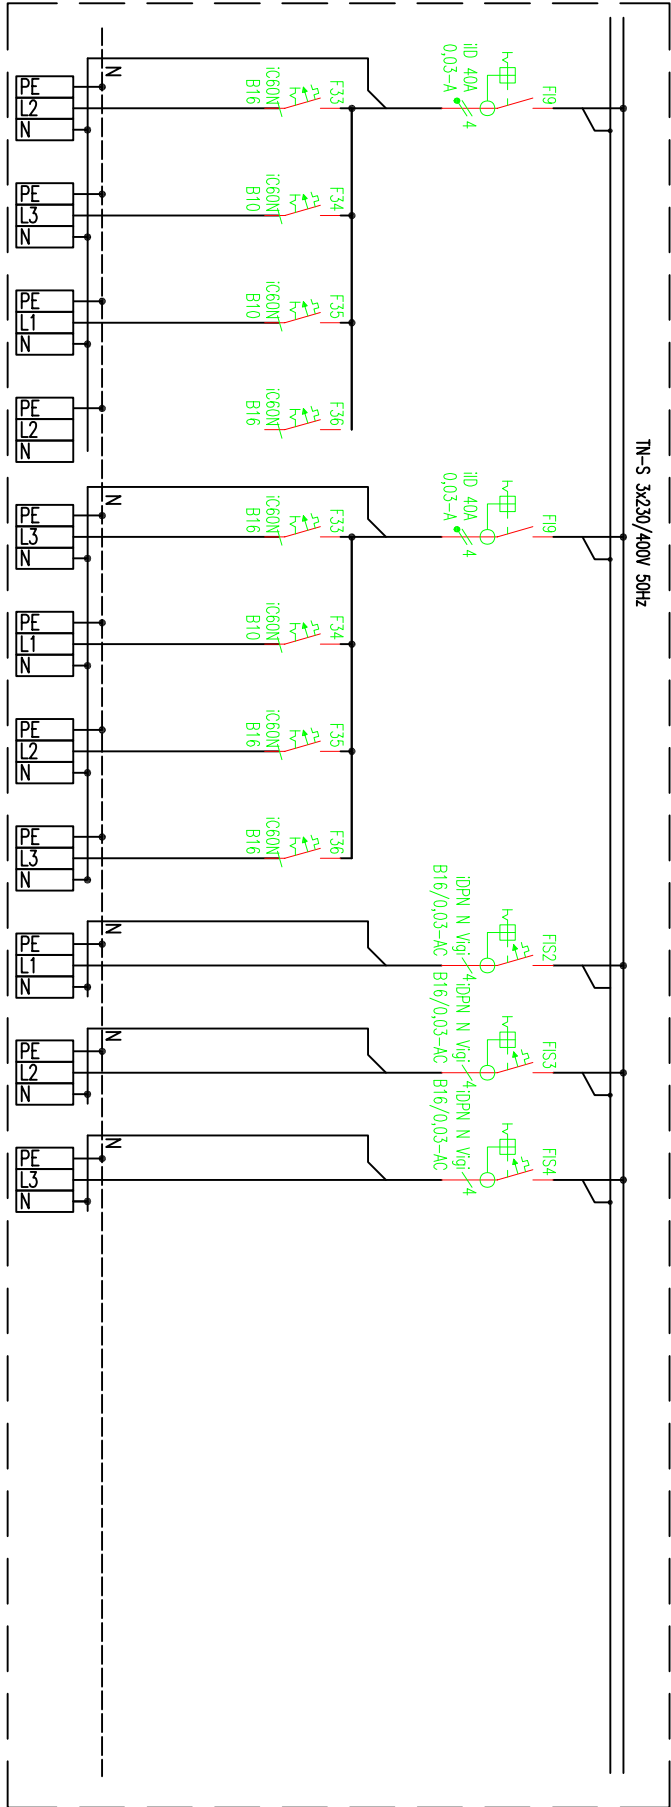 TN-S 3x230/400V 50Hz
FI9
iID 40A
0,03-A
4
F33
iC60N
B16
F34
iC60N
B10
F35
iC60N
B10
F36
iC60N
B16
N
PE
L2
N
PE
L3
N
PE
L1
N
PE
L2
N
FI9
iID 40A
0,03-A
4
F33
iC60N
B16
F34
iC60N
B10
F35
iC60N
B16
F36
iC60N
B16
N
PE
L3
N
PE
L1
N
PE
L2
N
PE
L3
N
FIS2
iDPN N Vigi
B16/0,03-AC
4
N
PE
L1
N
FIS3
iDPN N Vigi
B16/0,03-AC
4
N
PE
L2
N
FIS4
iDPN N Vigi
B16/0,03-AC
4
N
PE
L3
N